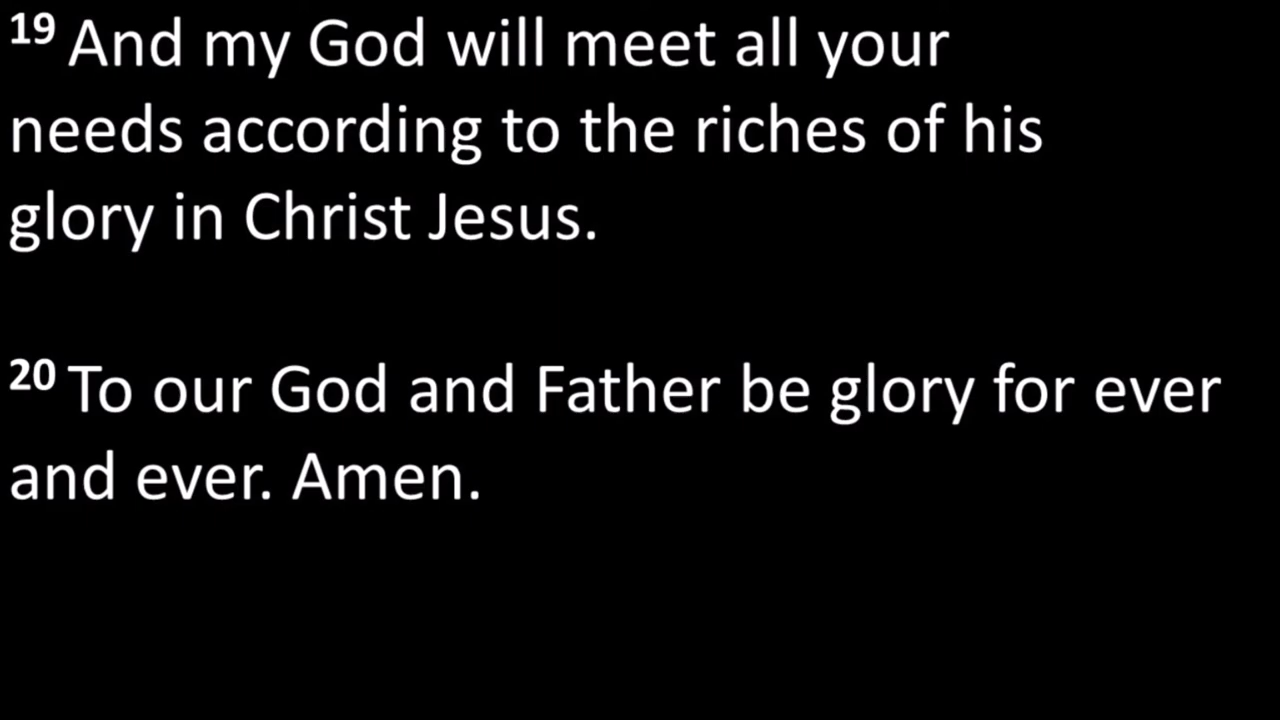 19 And my God will meet all your
needs according to the riches of his
glory in Christ Jesus.
20 To our God and Father be glory for ever
and ever. Amen.